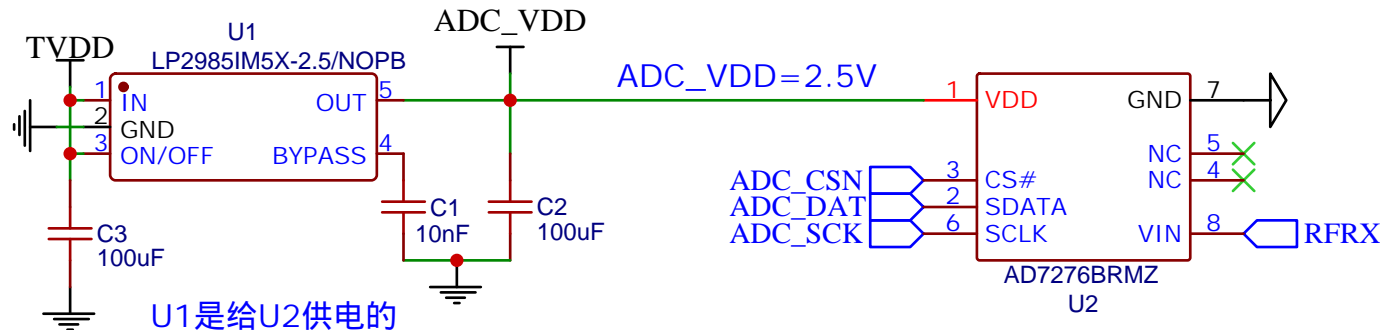 U1
ADC_VDD
TVDD
LP2985IM5X-2.5/NOPB
ADC_VDD=2.5V
1
IN
OUT
5
2
GND
3
ON/OFF
BYPASS
4
C1
10nF
C2
100uF
C3
100uF
U1是给U2供电的
1
VDD
GND
7
NC
5
NC
4
ADC_CSN
3
CS#
ADC_DAT
2
SDATA
ADC_SCK
6
SCLK
VIN
8
RFRX
AD7276BRMZ
U2